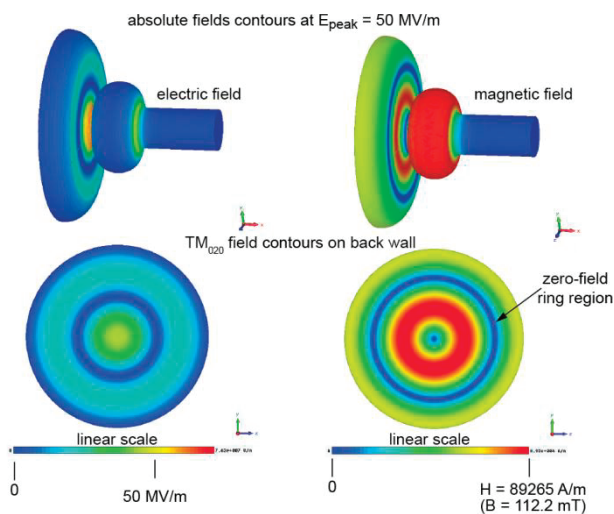 absolute fields contours at Epeak = 50 MV/m
electric field
magnetic field
TM020 field contours on back wall
zero-field
ring region
linear scale
linear scale
0
50 MV/m
0
H = 89265 A/m
(B = 112.2 mT)